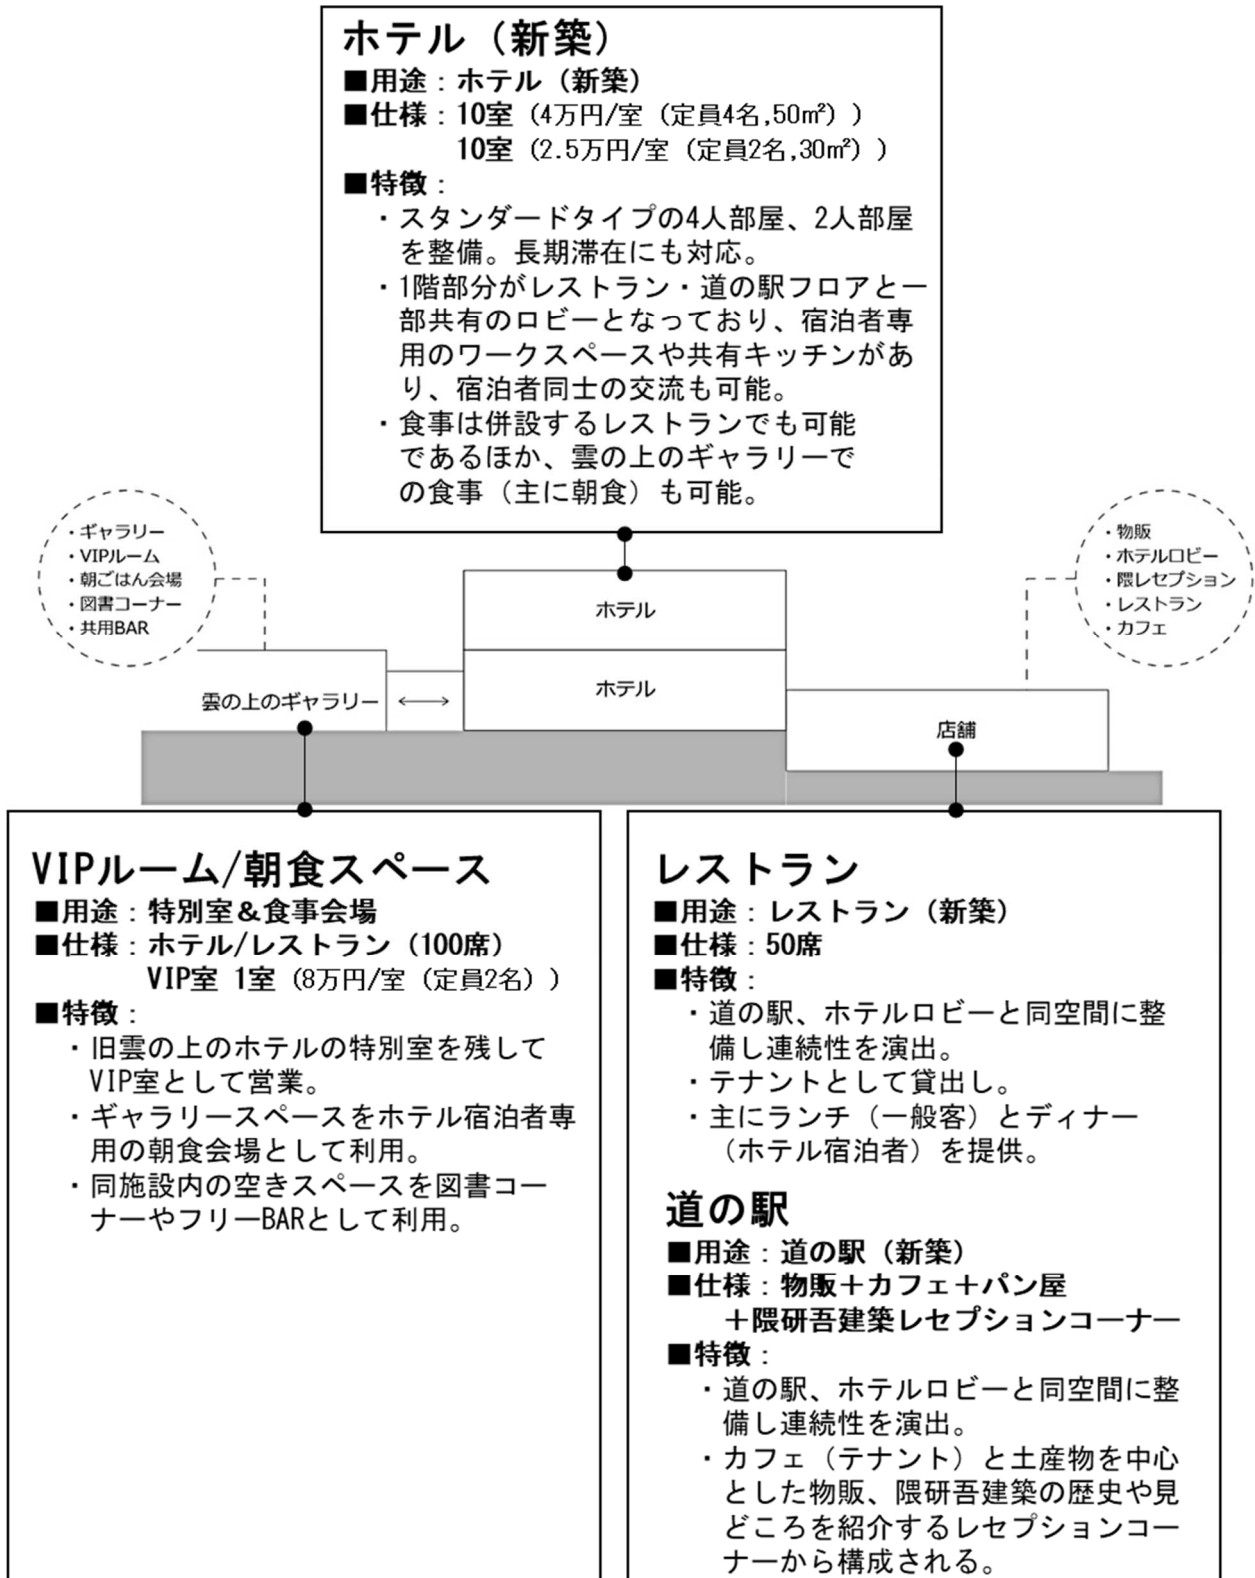 ホテル（新築）
■用途：ホテル（新築）
■仕様：10室（4万円/室（定員4名,50㎡））
10室（2.5万円/室（定員2名,30㎡））
■特徴：
・スタンダードタイプの4人部屋、2人部屋
を整備。長期滞在にも対応。
・1階部分がレストラン・道の駅フロアと一
部共有のロビーとなっており、宿泊者専
用のワークスペースや共有キッチンがあ
り、宿泊者同士の交流も可能。
・食事は併設するレストランでも可能
であるほか、雲の上のギャラリーで
の食事（主に朝食）も可能。
・ギャラリー
・VIPルーム
・朝ごはん会場
・図書コーナー
・共用BAR
・物販
・ホテルロビー
・隈レセプション
・レストラン
・カフェ
ホテル
ホテル
雲の上のギャラリー
店舗
VIPルーム/朝食スペース
■用途：特別室＆食事会場
■仕様：ホテル/レストラン（100席）
VIP室 1室（8万円/室（定員2名））
■特徴：
・旧雲の上のホテルの特別室を残して
VIP室として営業。
・ギャラリースペースをホテル宿泊者専
用の朝食会場として利用。
・同施設内の空きスペースを図書コー
ナーやフリーBARとして利用。
レストラン
■用途：レストラン（新築）
■仕様：50席
■特徴：
・道の駅、ホテルロビーと同空間に整
備し連続性を演出。
・テナントとして貸出し。
・主にランチ（一般客）とディナー
（ホテル宿泊者）を提供。
道の駅
■用途：道の駅（新築）
■仕様：物販＋カフェ＋パン屋
＋隈研吾建築レセプションコーナー
■特徴：
・道の駅、ホテルロビーと同空間に整
備し連続性を演出。
・カフェ（テナント）と土産物を中心
とした物販、隈研吾建築の歴史や見
どころを紹介するレセプションコー
ナーから構成される。